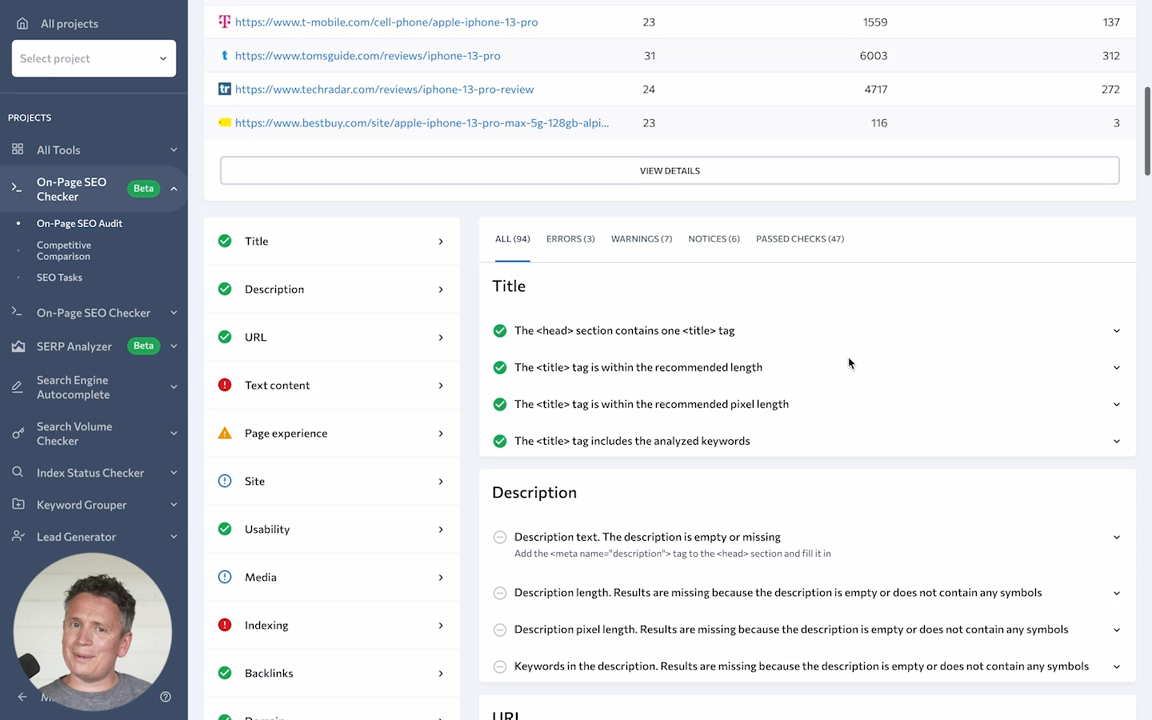 All projects
Select project
PROJECTS
All Tools
On-Page SEO
Checker
Beta
On-Page SEO Audit
Competitive
Comparison
SEO Tasks
On-Page SEO Checker
SERP Analyzer
Beta
Search Engine
Autocomplete
Search Volume
Checker
Index Status Checker
Keyword Grouper
Lead Generator
https://www.t-mobile.com/cell-phone/apple-iphone-13-pro 23 1559 137
https://www.tomsguide.com/reviews/iphone-13-pro 31 6003 312
tr https://www.techradar.com/reviews/iphone-13-pro-review 24 4717 272
https://www.bestbuy.com/site/apple-iphone-13-pro-max-5g-128gb-alpi... 23 116 3
VIEW DETAILS
Title
Description
URL
Text content
Page experience
Site
Usability
Media
Indexing
Backlinks
Domain
ALL (94) ERRORS (3) WARNINGS (7) NOTICES (6) PASSED CHECKS (47)
Title
The <head> section contains one <title> tag
The <title> tag is within the recommended length
The <title> tag is within the recommended pixel length
The <title> tag includes the analyzed keywords
Description
Description text. The description is empty or missing
Add the <meta name="description"> tag to the <head> section and fill it in
Description length. Results are missing because the description is empty or does not contain any symbols
Description pixel length. Results are missing because the description is empty or does not contain any symbols
Keywords in the description. Results are missing because the description is empty or does not contain any symbols
URL